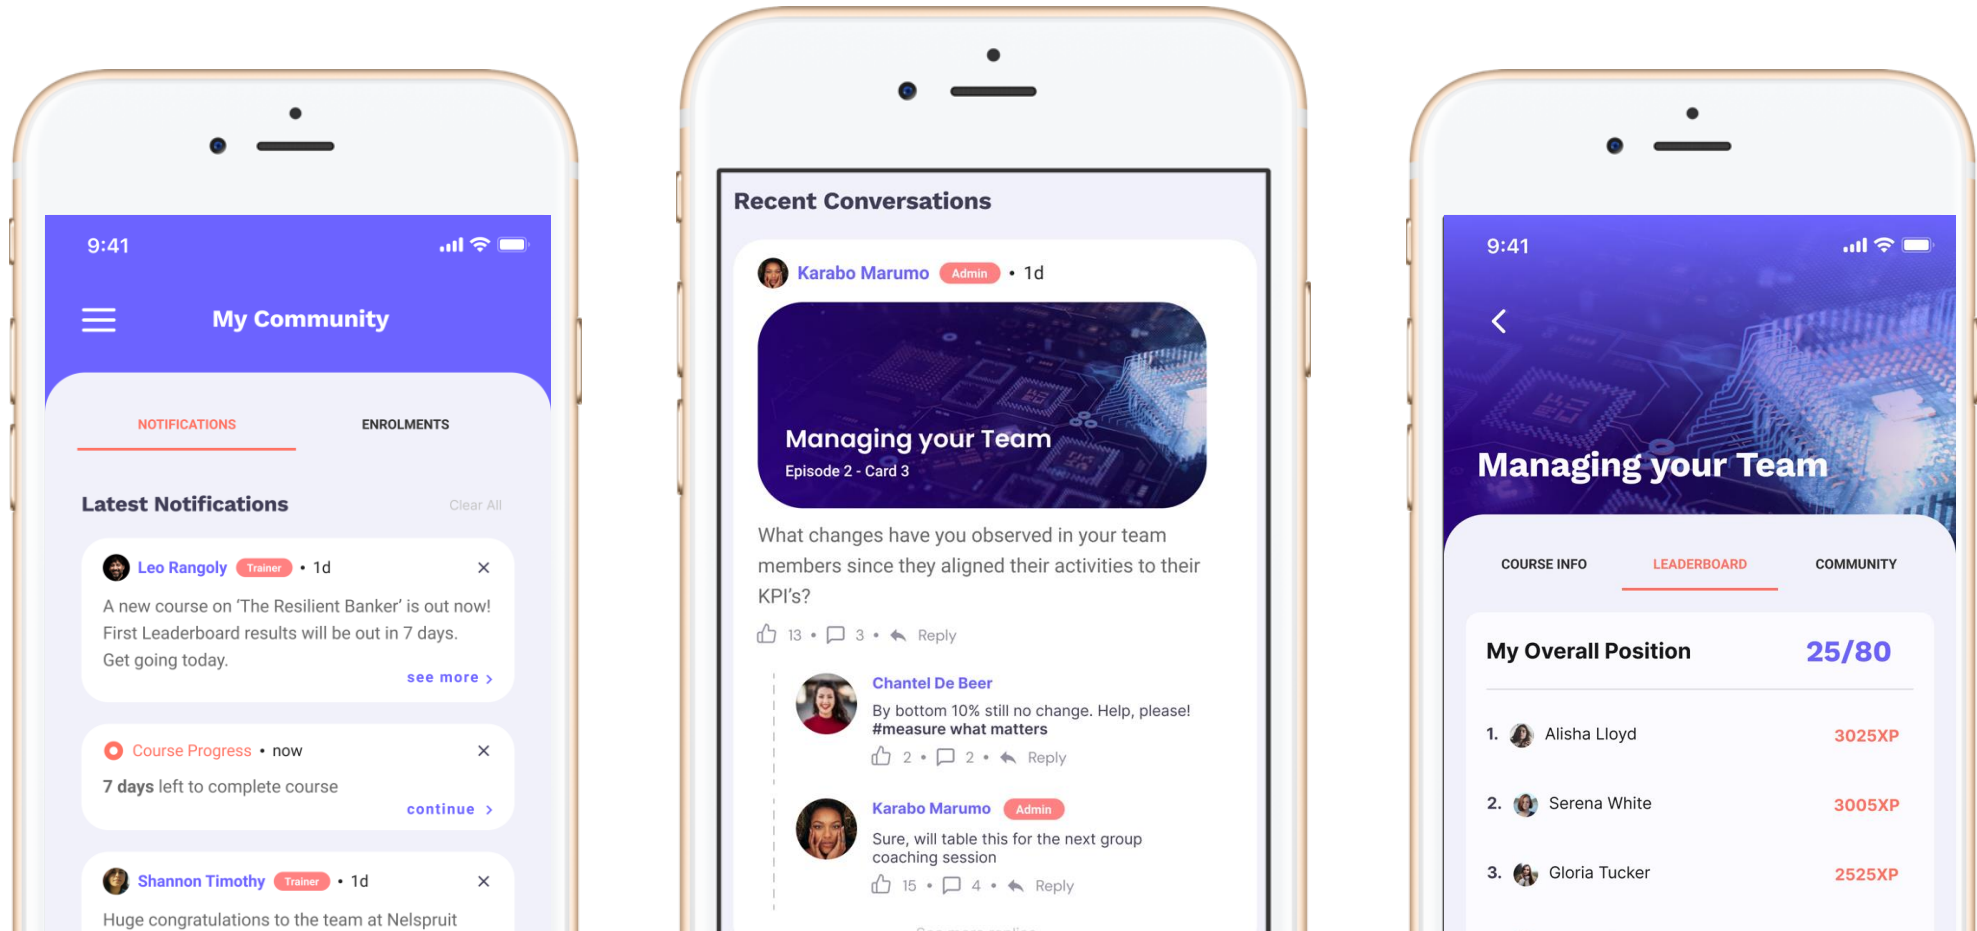 9:41
My Community
NOTIFICATIONS
ENROLMENTS
Latest Notifications
Clear All
Leo Rangoly Trainer • 1d
A new course on ‘The Resilient Banker’ is out now!
First Leaderboard results will be out in 7 days.
Get going today.
see more
Course Progress • now
7 days left to complete course
continue
Shannon Timothy Trainer • 1d
Huge congratulations to the team at Nelspruit
Recent Conversations
Karabo Marumo Admin • 1d
Managing your Team
Episode 2 - Card 3
What changes have you observed in your team
members since they aligned their activities to their
KPI’s?
13 • 3 • Reply
Chantel De Beer
By bottom 10% still no change. Help, please!
#measure what matters
2 • 2 • Reply
Karabo Marumo Admin
Sure, will table this for the next group
coaching session
15 • 4 • Reply
See more replies
9:41
Managing your Team
COURSE INFO
LEADERBOARD
COMMUNITY
My Overall Position 25/80
1. Alisha Lloyd 3025XP
2. Serena White 3005XP
3. Gloria Tucker 2525XP